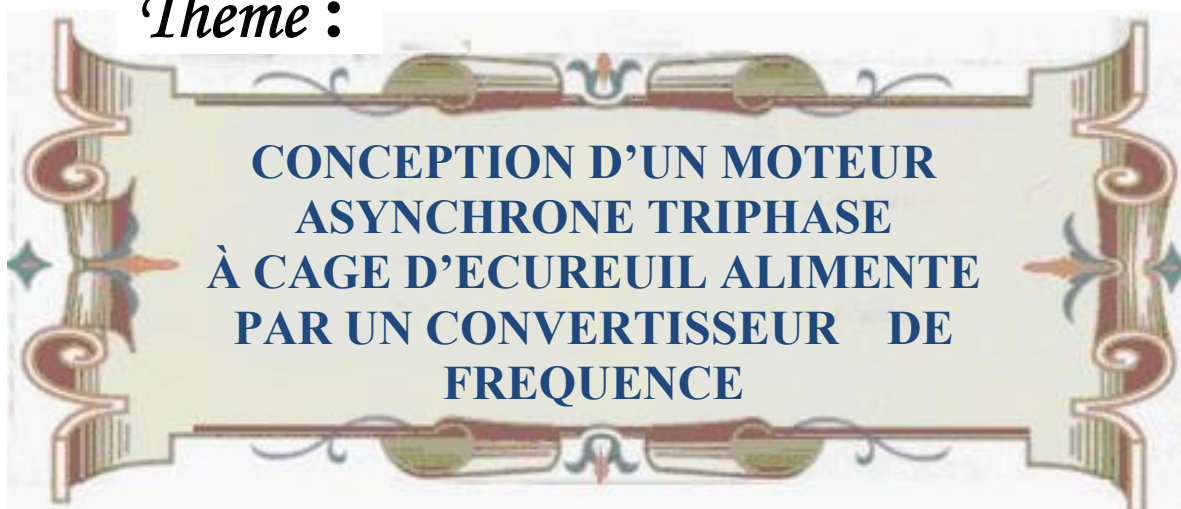 Theme :
CONCEPTION D’UN MOTEUR
ASYNCHRONE TRIPHASE
À CAGE D’ECUREUIL ALIMENTE
PAR UN CONVERTISSEUR DE
FREQUENCE